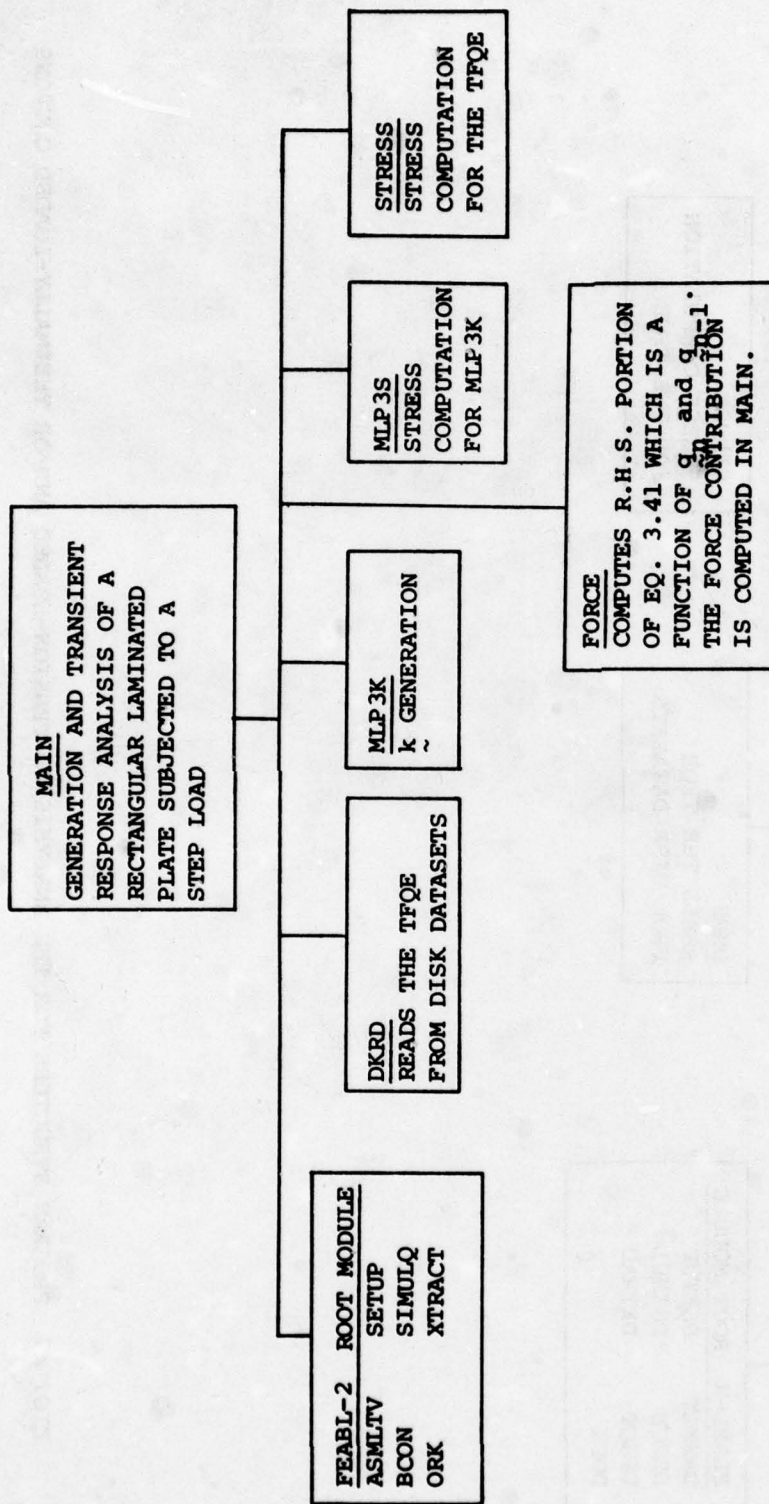 MAIN
GENERATION AND TRANSIENT
RESPONSE ANALYSIS OF A
RECTANGULAR LAMINATED
PLATE SUBJECTED TO A
STEP LOAD
FEABL-2 ROOT MODULE
ASMLTV SETUP
BCON SIMULQ
ORK XTRACT
DKRD
READS THE TFQE
FROM DISK DATASETS
MLP3K
k GENERATION
~
MLP3S
STRESS
COMPUTATION
FOR MLP3K
STRESS
STRESS
COMPUTATION
FOR THE TFQE
FORCE
COMPUTES R.H.S. PORTION
OF EQ. 3.41 WHICH IS A
FUNCTION OF q̰n and q̰n-1.
THE FORCE CONTRIBUTION
IS COMPUTED IN MAIN.